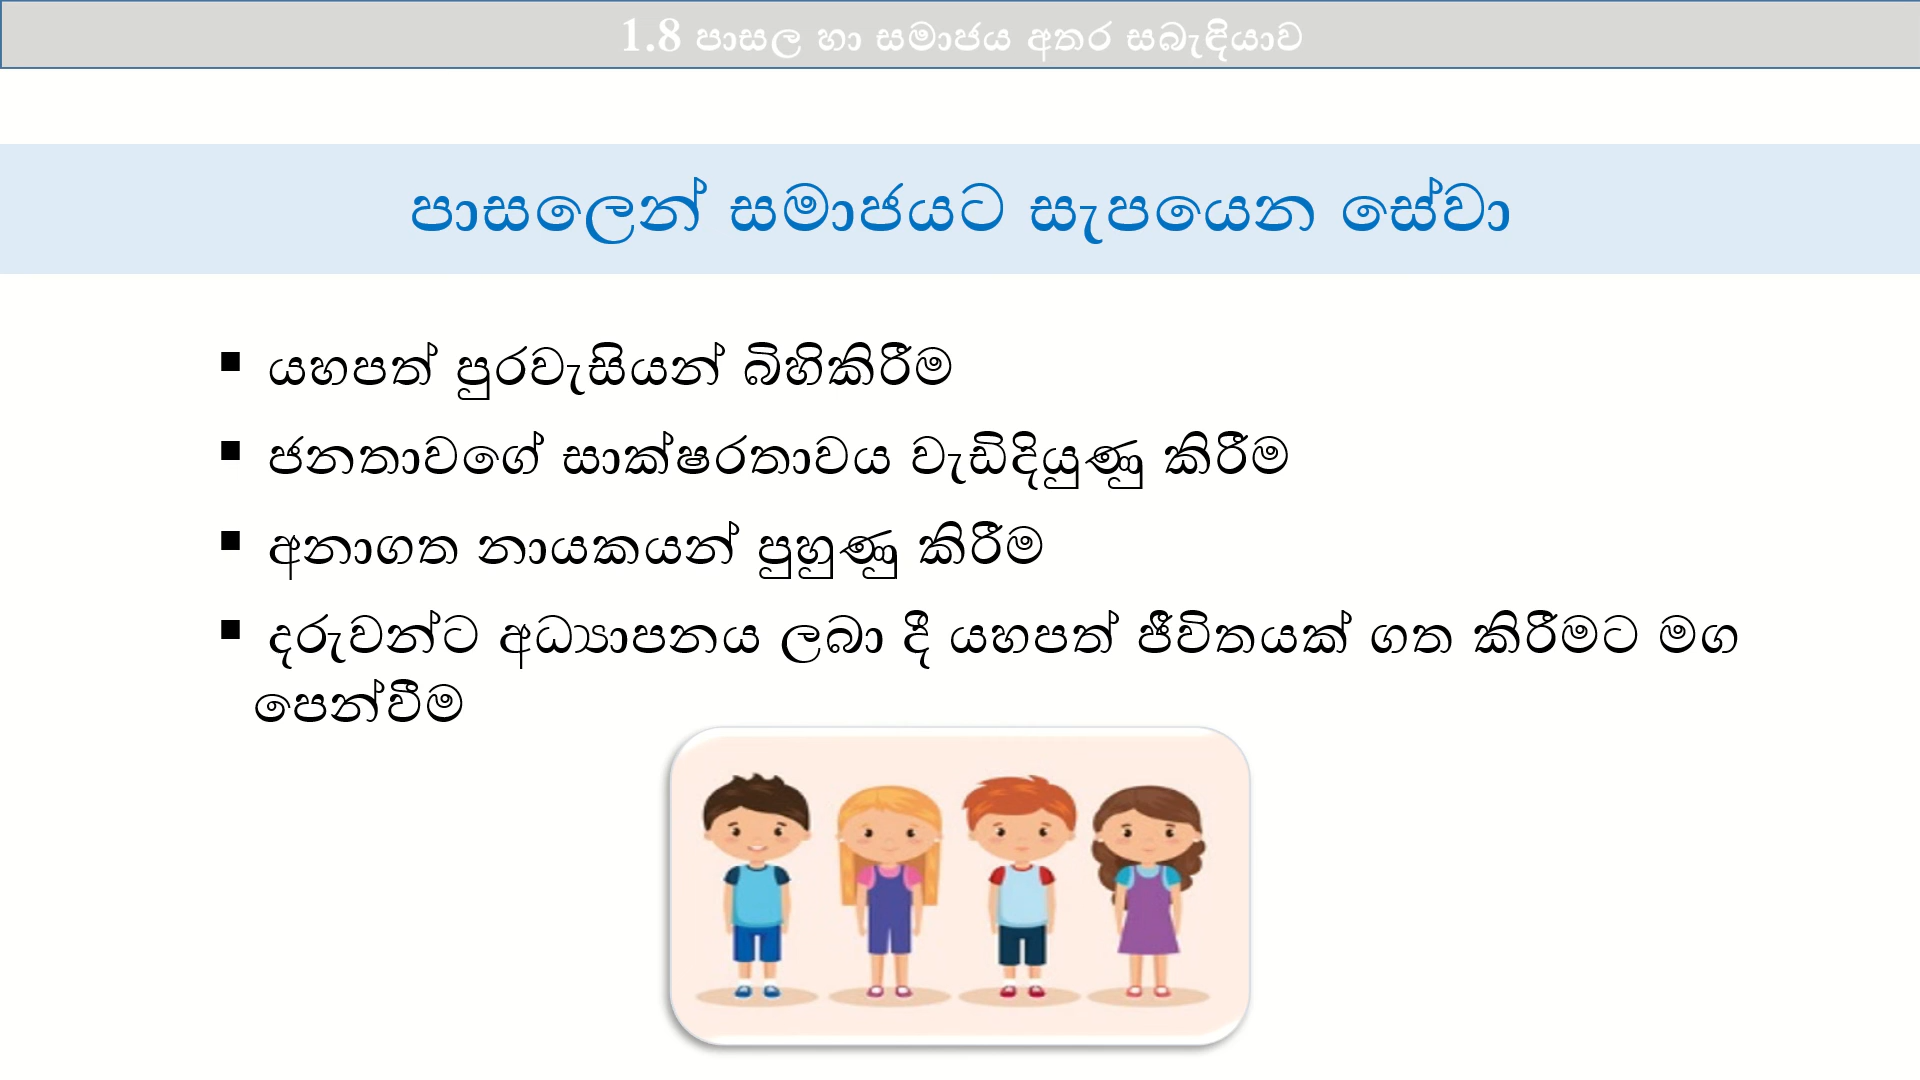 1.8 පාසල හා සමාජය අතර සබැඳියාව
පාසලෙන් සමාජයට සැපයෙන සේවා
▪ යහපත් පුරවැසියන් බිහිකිරීම
▪ ජනතාවගේ සාක්ෂරතාවය වැඩිදියුණු කිරීම
▪ අනාගත නායකයන් පුහුණු කිරීම
▪ දරුවන්ට අධ්‍යාපනය ලබා දී යහපත් ජීවිතයක් ගත කිරීමට මග
පෙන්වීම